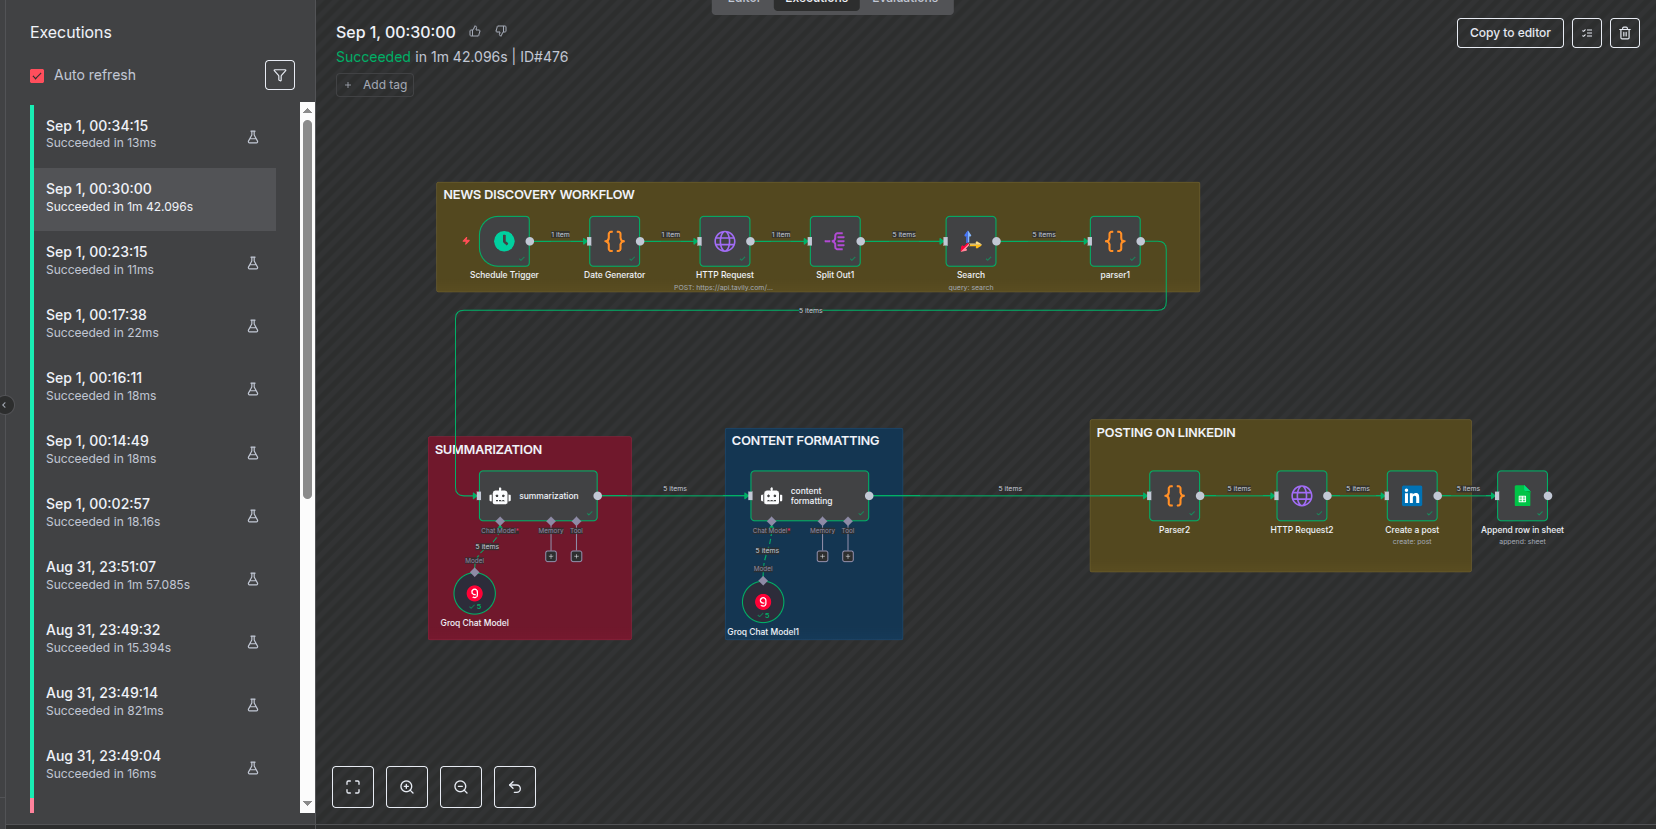 Editor Executions Evaluations
Executions
Auto refresh
Sep 1, 00:34:15
Succeeded in 13ms
Sep 1, 00:30:00
Succeeded in 1m 42.096s
Sep 1, 00:23:15
Succeeded in 11ms
Sep 1, 00:17:38
Succeeded in 22ms
Sep 1, 00:16:11
Succeeded in 18ms
Sep 1, 00:14:49
Succeeded in 18ms
Sep 1, 00:02:57
Succeeded in 18.16s
Aug 31, 23:51:07
Succeeded in 1m 57.085s
Aug 31, 23:49:32
Succeeded in 15.394s
Aug 31, 23:49:14
Succeeded in 821ms
Aug 31, 23:49:04
Succeeded in 16ms
Sep 1, 00:30:00
Succeeded in 1m 42.096s | ID#476
+ Add tag
Copy to editor
NEWS DISCOVERY WORKFLOW
1 item 1 item 1 item 5 items 5 items
Schedule Trigger Date Generator HTTP Request Split Out1 Search parser1
POST: https://api.tavily.com/... query: search
5 items
SUMMARIZATION
summarization
Chat Model* Memory Tool
5 items
Model
5
Groq Chat Model
5 items
CONTENT FORMATTING
content
formatting
Chat Model* Memory Tool
5 items
Model
5
Groq Chat Model1
5 items
POSTING ON LINKEDIN
5 items 5 items 5 items
Parser2 HTTP Request2 Create a post Append row in sheet
create: post append: sheet